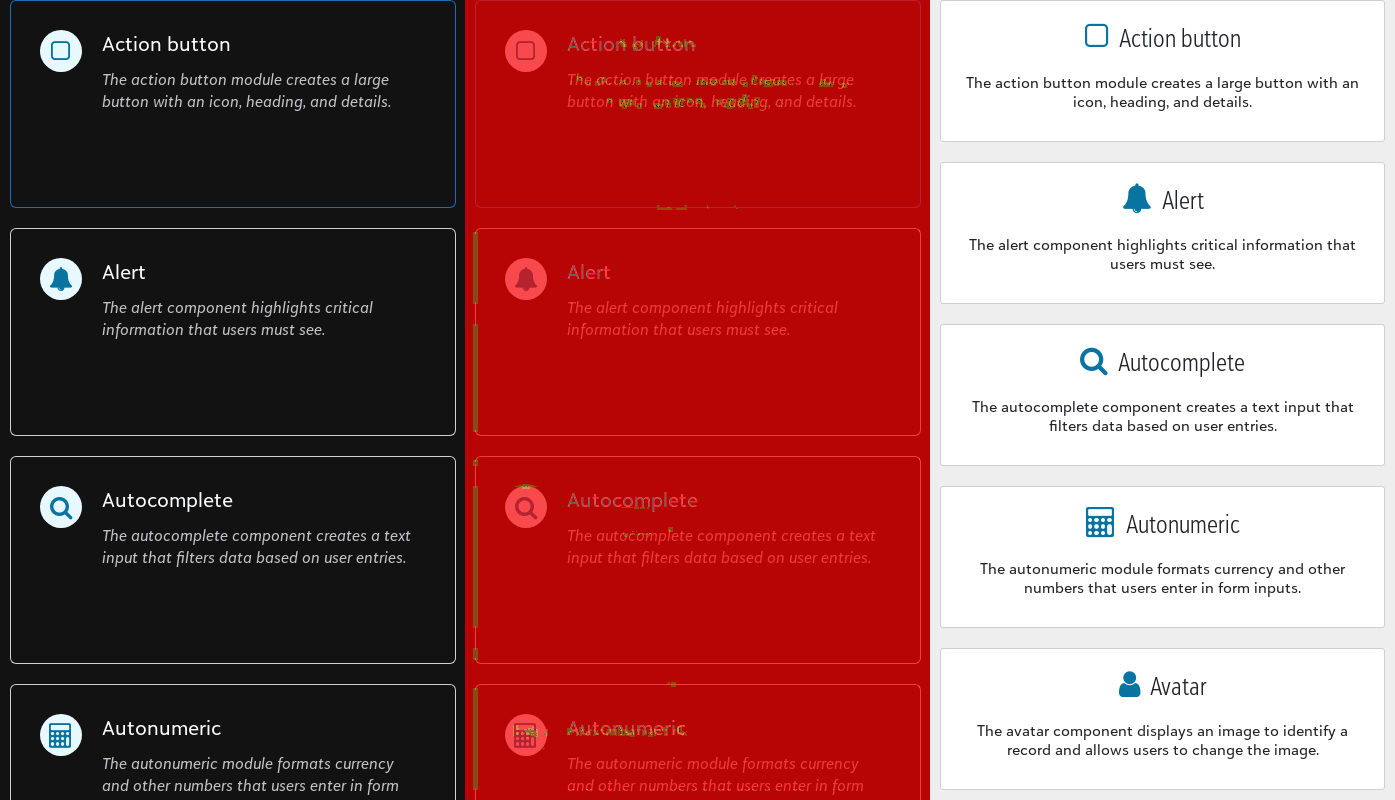 Action button
The action button module creates a large
button with an icon, heading, and details.
Alert
The alert component highlights critical
information that users must see.
Autocomplete
The autocomplete component creates a text
input that filters data based on user entries.
Autonumeric
The autonumeric module formats currency
and other numbers that users enter in form
Action button
The action button module creates a large
button with an icon, heading, and details.
Alert
The alert component highlights critical
information that users must see.
Autocomplete
The autocomplete component creates a text
input that filters data based on user entries.
Autonumeric
The autonumeric module formats currency
and other numbers that users enter in form
Action button
The action button module creates a large button with an
icon, heading, and details.
Alert
The alert component highlights critical information that
users must see.
Autocomplete
The autocomplete component creates a text input that
filters data based on user entries.
Autonumeric
The autonumeric module formats currency and other
numbers that users enter in form inputs.
Avatar
The avatar component displays an image to identify a
record and allows users to change the image.